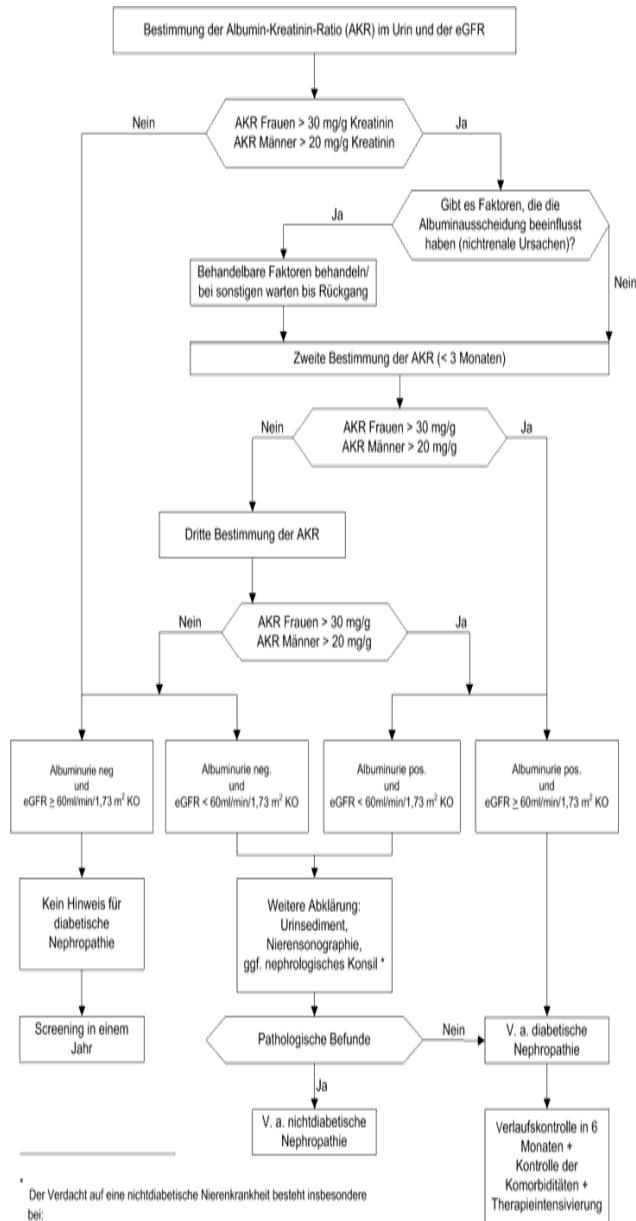 Bestimmung der Albumin-Kreatinin-Ratio (AKR) im Urin und der eGFR
Nein
AKR Frauen > 30 mg/g Kreatinin
AKR Männer > 20 mg/g Kreatinin
Ja
Gibt es Faktoren, die die
Albuminausscheidung beeinflusst
haben (nichtrenale Ursachen)?
Ja
Nein
Behandelbare Faktoren behandeln/
bei sonstigen warten bis Rückgang
Zweite Bestimmung der AKR (< 3 Monaten)
Nein
AKR Frauen > 30 mg/g
AKR Männer > 20 mg/g
Ja
Dritte Bestimmung der AKR
Nein
AKR Frauen > 30 mg/g
AKR Männer > 20 mg/g
Ja
Albuminurie neg
und
eGFR ≥ 60ml/min/1,73 m² KO
Albuminurie neg.
und
eGFR < 60ml/min/1,73 m² KO
Albuminurie pos.
und
eGFR < 60ml/min/1,73 m² KO
Albuminurie pos.
und
eGFR ≥ 60ml/min/1,73 m² KO
Kein Hinweis für
diabetische
Nephropathie
Weitere Abklärung:
Urinsediment,
Nierensonographie,
ggf. nephrologisches Konsil *
Screening in einem
Jahr
Pathologische Befunde
Nein
V. a. diabetische
Nephropathie
Ja
V. a. nichtdiabetische
Nephropathie
Verlaufskontrolle in 6
Monaten +
Kontrolle der
Komorbiditäten +
Therapieintensivierung
*
Der Verdacht auf eine nichtdiabetische Nierenkrankheit besteht insbesondere
bei: